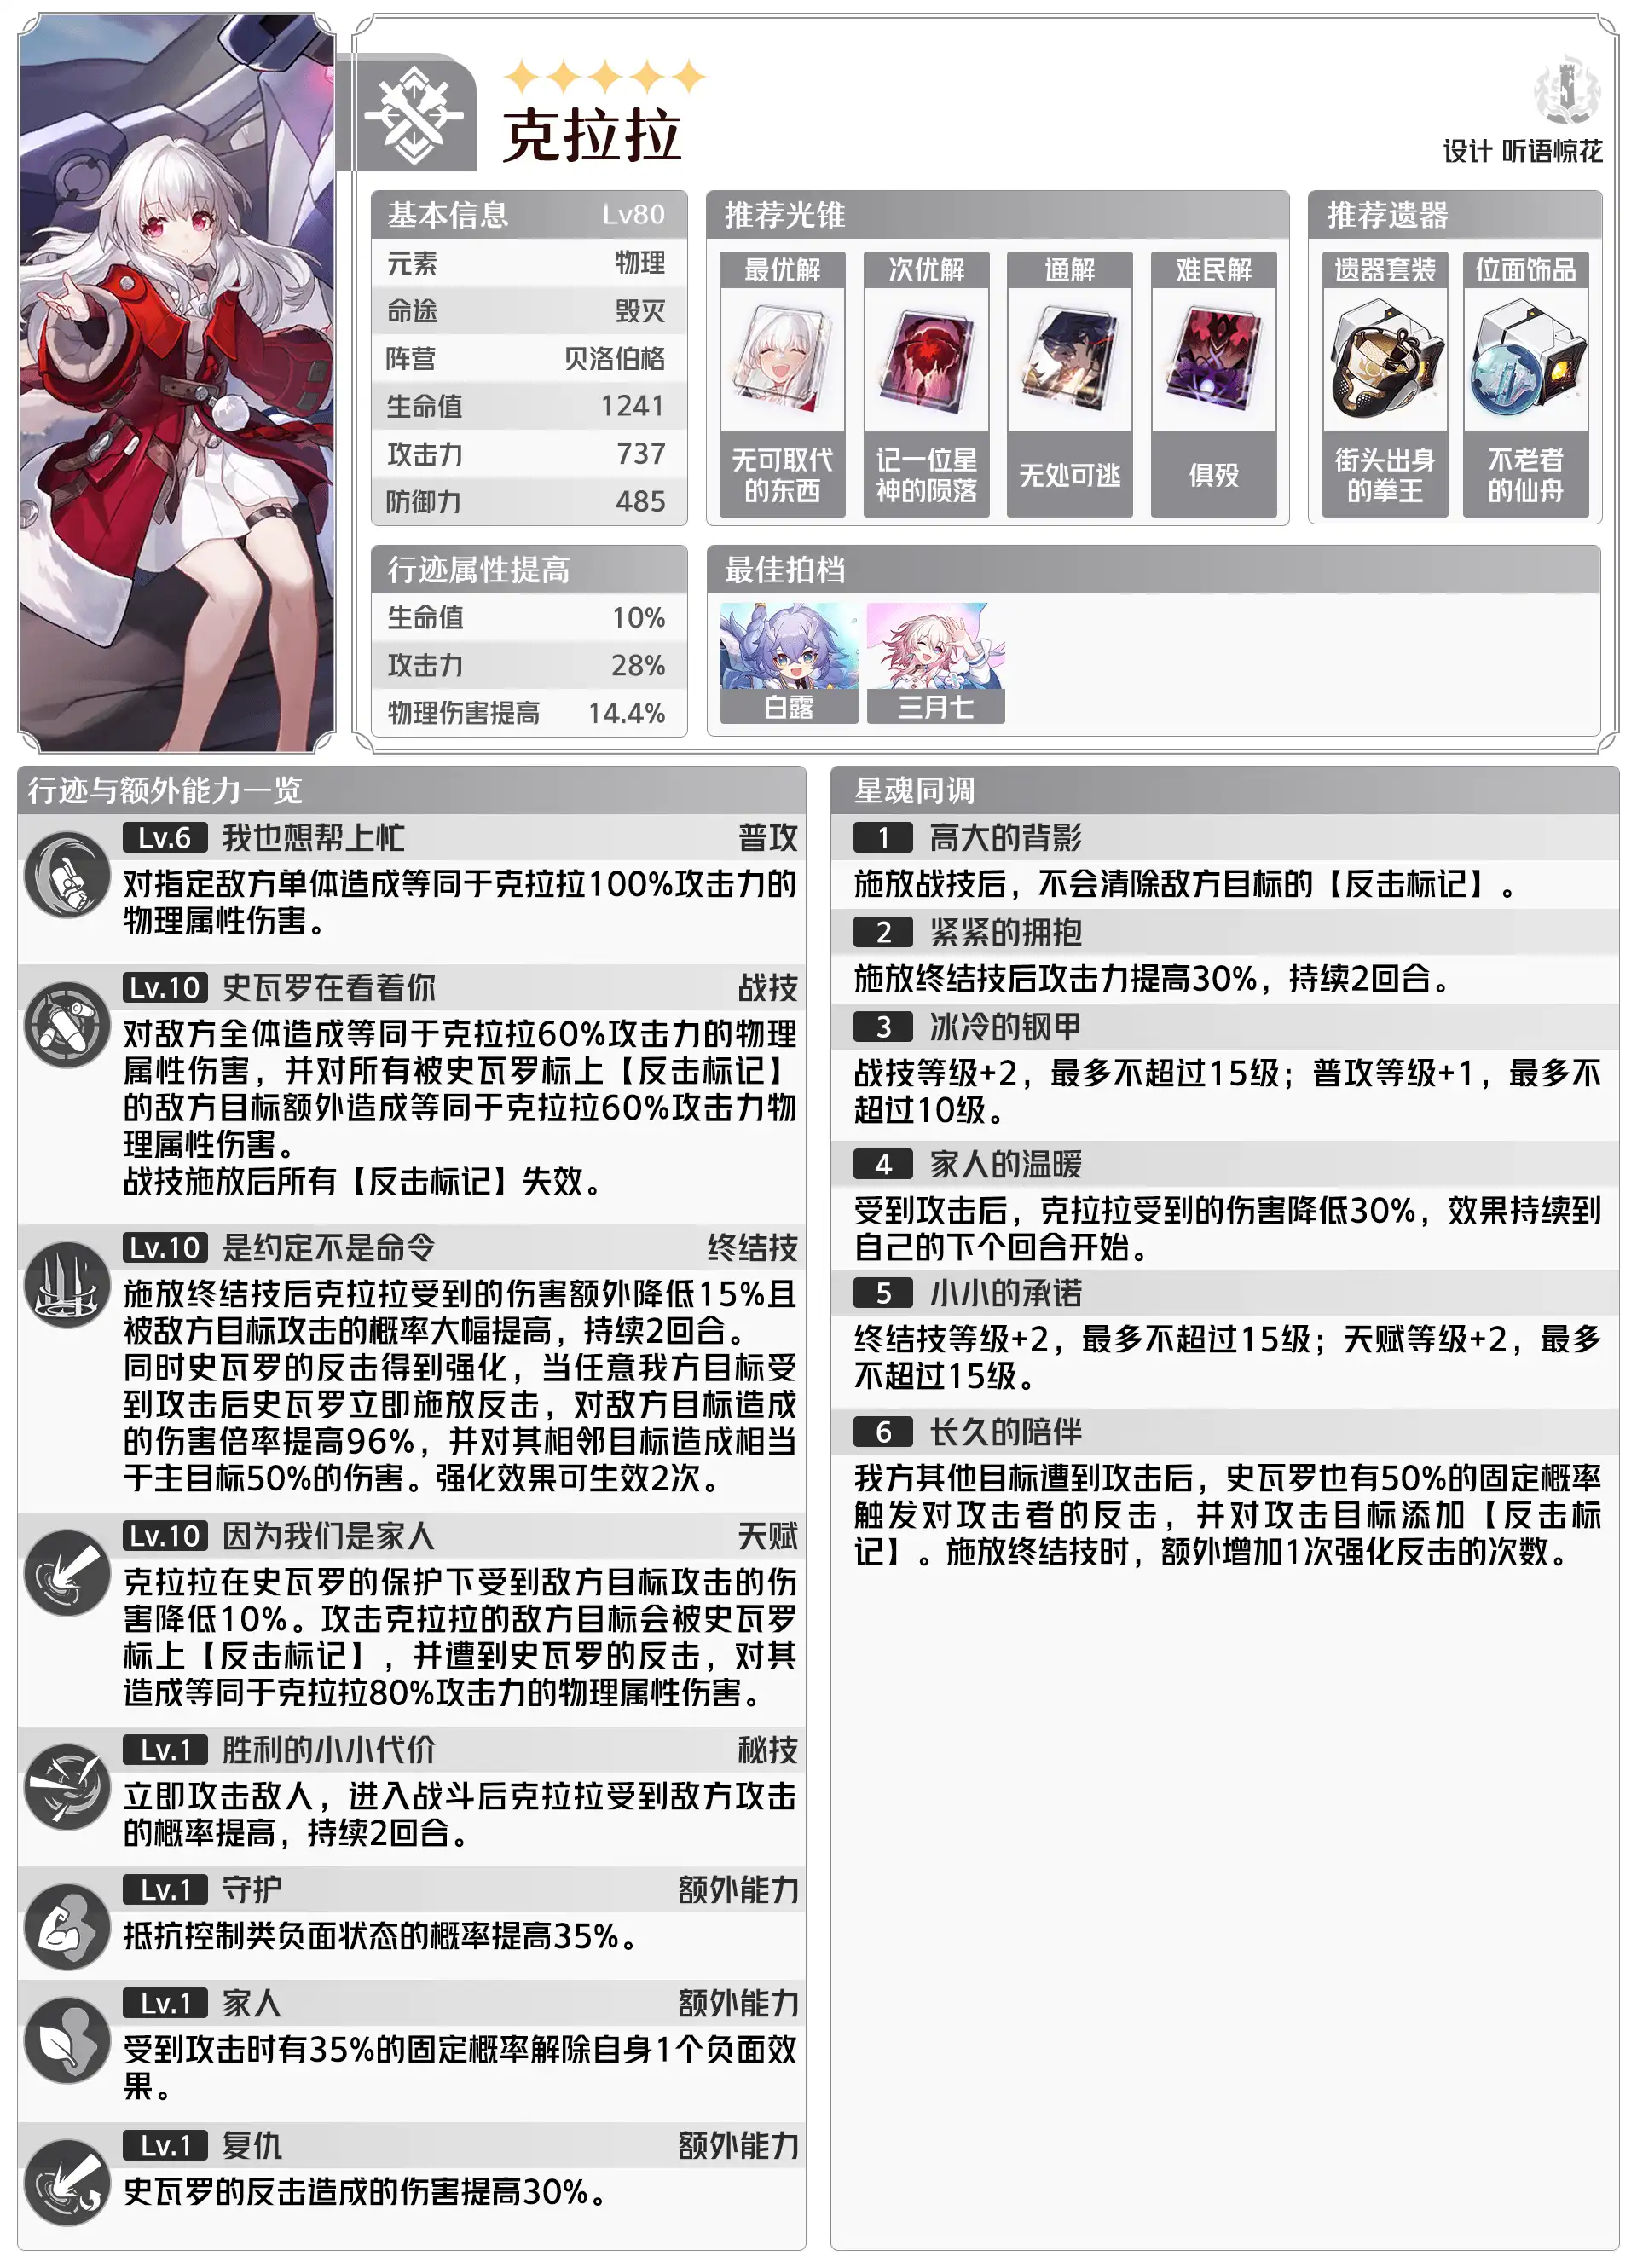 克拉拉
设计 听语惊花
基本信息 Lv80
元素 物理
命途 毁灭
阵营 贝洛伯格
生命值 1241
攻击力 737
防御力 485
推荐光锥
最优解
无可取代
的东西
次优解
记一位星
神的陨落
通解
无处可逃
难民解
俱殁
推荐遗器
遗器套装
街头出身
的拳王
位面饰品
不老者
的仙舟
行迹属性提高
生命值 10%
攻击力 28%
物理伤害提高 14.4%
最佳拍档
白露
三月七
行迹与额外能力一览
Lv.6 我也想帮上忙 普攻
对指定敌方单体造成等同于克拉拉100%攻击力的
物理属性伤害。
Lv.10 史瓦罗在看着你 战技
对敌方全体造成等同于克拉拉60%攻击力的物理
属性伤害，并对所有被史瓦罗标上【反击标记】
的敌方目标额外造成等同于克拉拉60%攻击力物
理属性伤害。
战技施放后所有【反击标记】失效。
Lv.10 是约定不是命令 终结技
施放终结技后克拉拉受到的伤害额外降低15%且
被敌方目标攻击的概率大幅提高，持续2回合。
同时史瓦罗的反击得到强化，当任意我方目标受
到攻击后史瓦罗立即施放反击，对敌方目标造成
的伤害倍率提高96%，并对其相邻目标造成相当
于主目标50%的伤害。强化效果可生效2次。
Lv.10 因为我们是家人 天赋
克拉拉在史瓦罗的保护下受到敌方目标攻击的伤
害降低10%。攻击克拉拉的敌方目标会被史瓦罗
标上【反击标记】，并遭到史瓦罗的反击，对其
造成等同于克拉拉80%攻击力的物理属性伤害。
Lv.1 胜利的小小代价 秘技
立即攻击敌人，进入战斗后克拉拉受到敌方攻击
的概率提高，持续2回合。
Lv.1 守护 额外能力
抵抗控制类负面状态的概率提高35%。
Lv.1 家人 额外能力
受到攻击时有35%的固定概率解除自身1个负面效
果。
Lv.1 复仇 额外能力
史瓦罗的反击造成的伤害提高30%。
星魂同调
1 高大的背影
施放战技后，不会清除敌方目标的【反击标记】。
2 紧紧的拥抱
施放终结技后攻击力提高30%，持续2回合。
3 冰冷的钢甲
战技等级+2，最多不超过15级；普攻等级+1，最多不
超过10级。
4 家人的温暖
受到攻击后，克拉拉受到的伤害降低30%，效果持续到
自己的下个回合开始。
5 小小的承诺
终结技等级+2，最多不超过15级；天赋等级+2，最多
不超过15级。
6 长久的陪伴
我方其他目标遭到攻击后，史瓦罗也有50%的固定概率
触发对攻击者的反击，并对攻击目标添加【反击标
记】。施放终结技时，额外增加1次强化反击的次数。